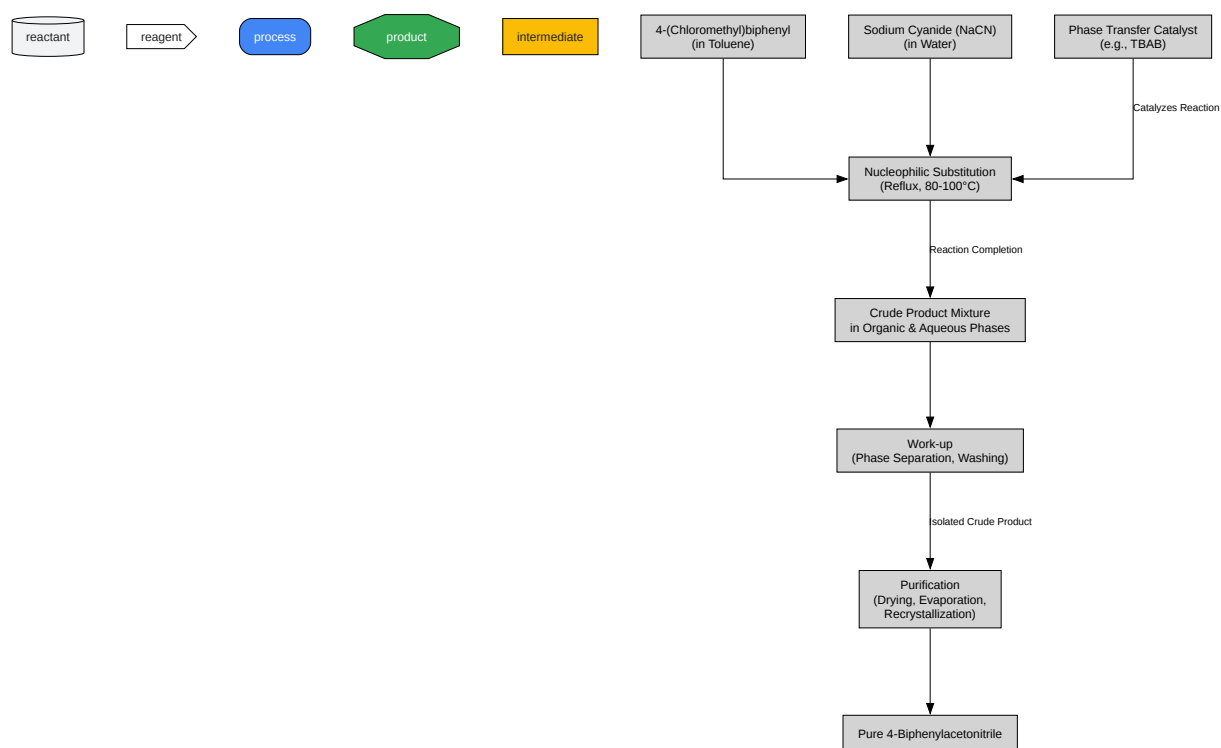 reactant
reagent
process
product
intermediate
4-(Chloromethyl)biphenyl
(in Toluene)
Sodium Cyanide (NaCN)
(in Water)
Phase Transfer Catalyst
(e.g., TBAB)
Catalyzes Reaction
Nucleophilic Substitution
(Reflux, 80-100°C)
Reaction Completion
Crude Product Mixture
in Organic & Aqueous Phases
Work-up
(Phase Separation, Washing)
Isolated Crude Product
Purification
(Drying, Evaporation,
Recrystallization)
Pure 4-Biphenylacetonitrile